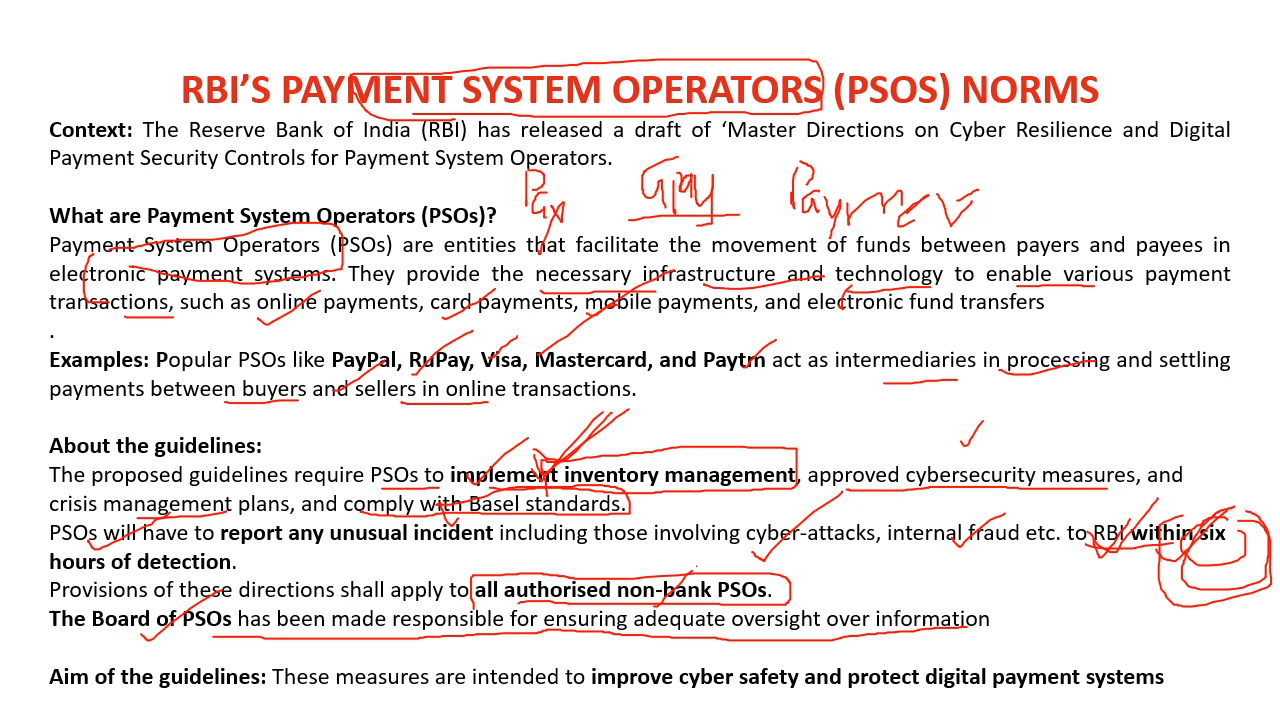 RBI'S PAYMENT SYSTEM OPERATORS (PSOS) NORMS
Context: The Reserve Bank of India (RBI) has released a draft of ‘Master Directions on Cyber Resilience and Digital
Payment Security Controls for Payment System Operators.
Gpay
What are Payment System Operators (PSOs)?
Payment System Operators (PSOs) are entities that facilitate the movement of funds between payers and payees in
electronic payment systems. They provide the necessary infrastructure and technology to enable various payment
transactions, such as online payments, card payments, mobile payments, and electronic fund transfers
.
Examples: Popular PSOs like PayPal, RuPay, Visa, Mastercard, and Paytm act as intermediaries in processing and settling
payments between buyers and sellers in online transactions.
About the guidelines:
The proposed guidelines require PSOs to implement inventory management, approved cybersecurity measures, and
crisis management plans, and comply with Basel standards.
PSOs will have to report any unusual incident including those involving cyber-attacks, internal fraud etc. to RBI within six
hours of detection.
Provisions of these directions shall apply to all authorised non-bank PSOs.
The Board of PSOs has been made responsible for ensuring adequate oversight over information
Aim of the guidelines: These measures are intended to improve cyber safety and protect digital payment systems